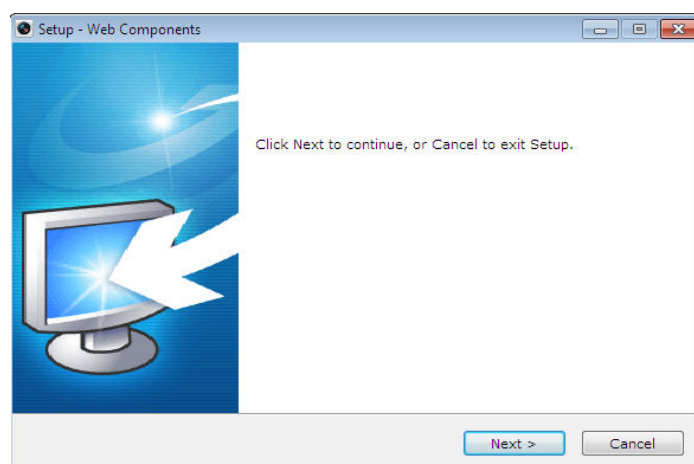 Setup - Web Components
Click Next to continue, or Cancel to exit Setup.
Next >
Cancel